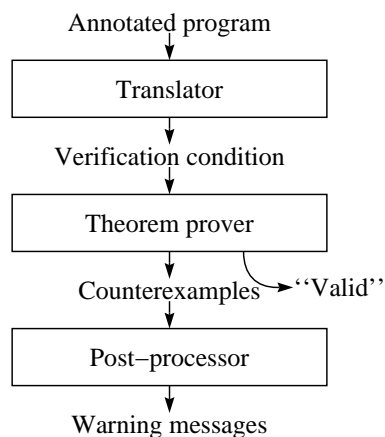 Annotated program
Translator
Verification condition
Theorem prover
Counterexamples
‘‘Valid’’
Post−processor
Warning messages